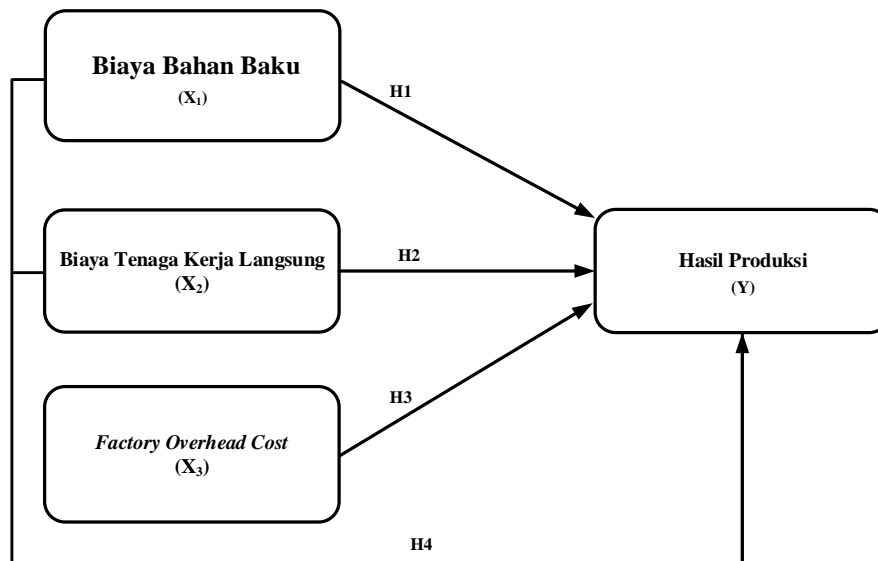 Biaya Bahan Baku
(X₁)
H1
Biaya Tenaga Kerja Langsung
(X₂)
H2
Hasil Produksi
(Y)
H3
Factory Overhead Cost
(X₃)
H4